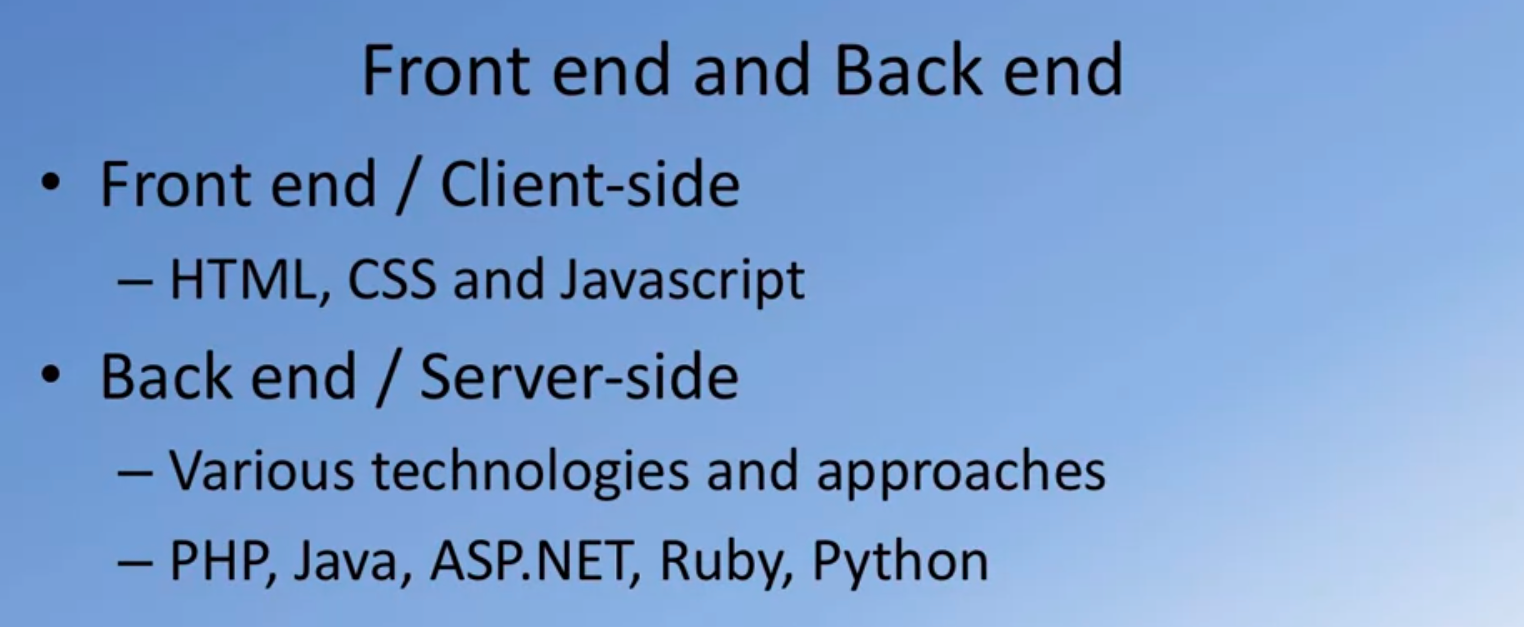 Front end and Back end
• Front end / Client-side
– HTML, CSS and Javascript
• Back end / Server-side
– Various technologies and approaches
– PHP, Java, ASP.NET, Ruby, Python